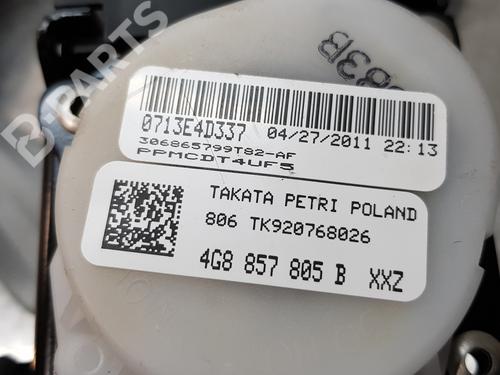 B-PARTS
0713E4D337 04/27/2011 22:13
306865799T82-AF
PPMCDT4UF5
TAKATA PETRI POLAND
806 TK920768026
4G8 857 805 B XXZ